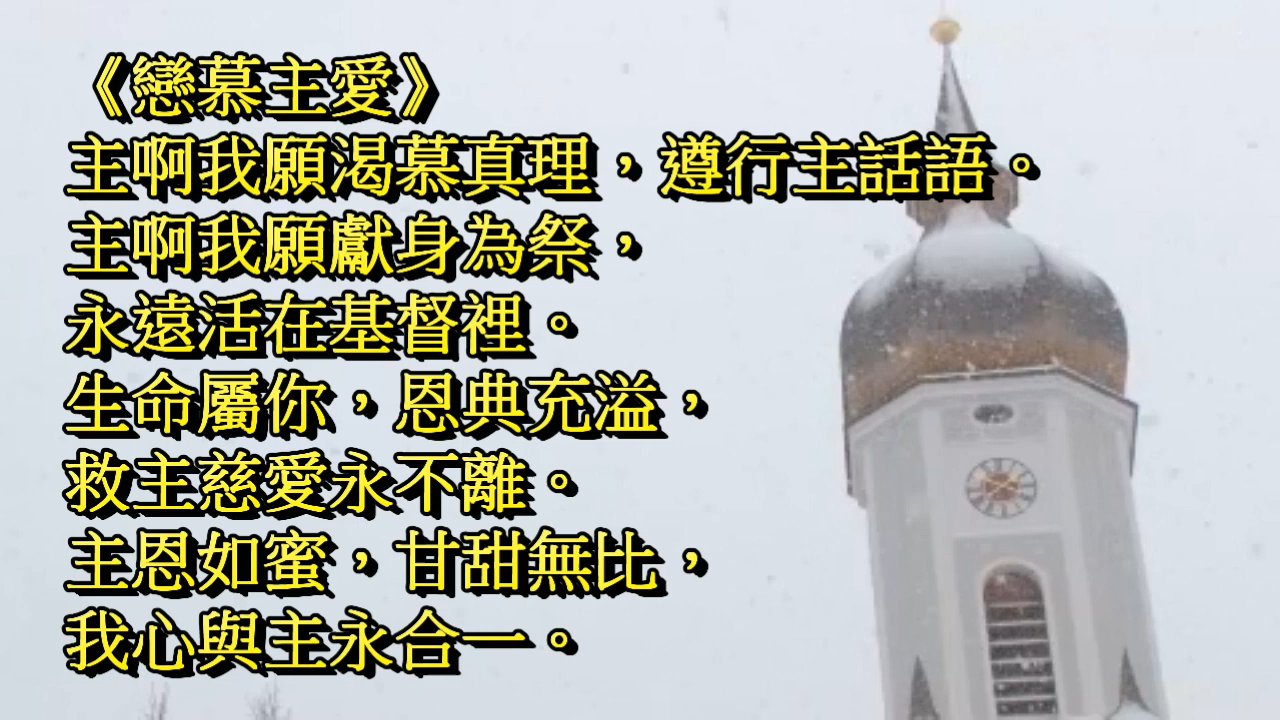 《戀慕主愛》
主啊我願渴慕真理，遵行主話語。
主啊我願獻身為祭，
永遠活在基督裡。
生命屬你，恩典充溢，
救主慈愛永不離。
主恩如蜜，甘甜無比，
我心與主永合一。